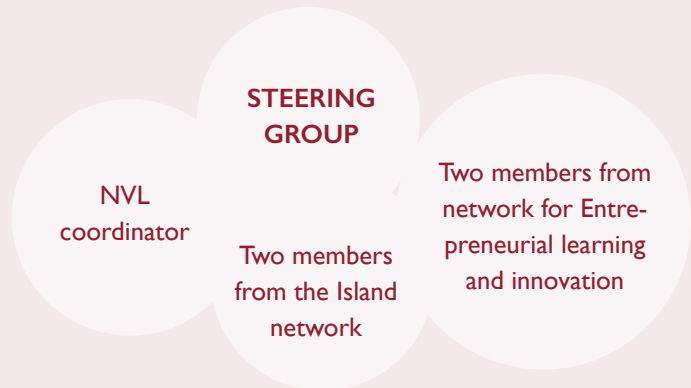 STEERING
GROUP
NVL
coordinator
Two members
from the Island
network
Two members from
network for Entre-
preneurial learning
and innovation